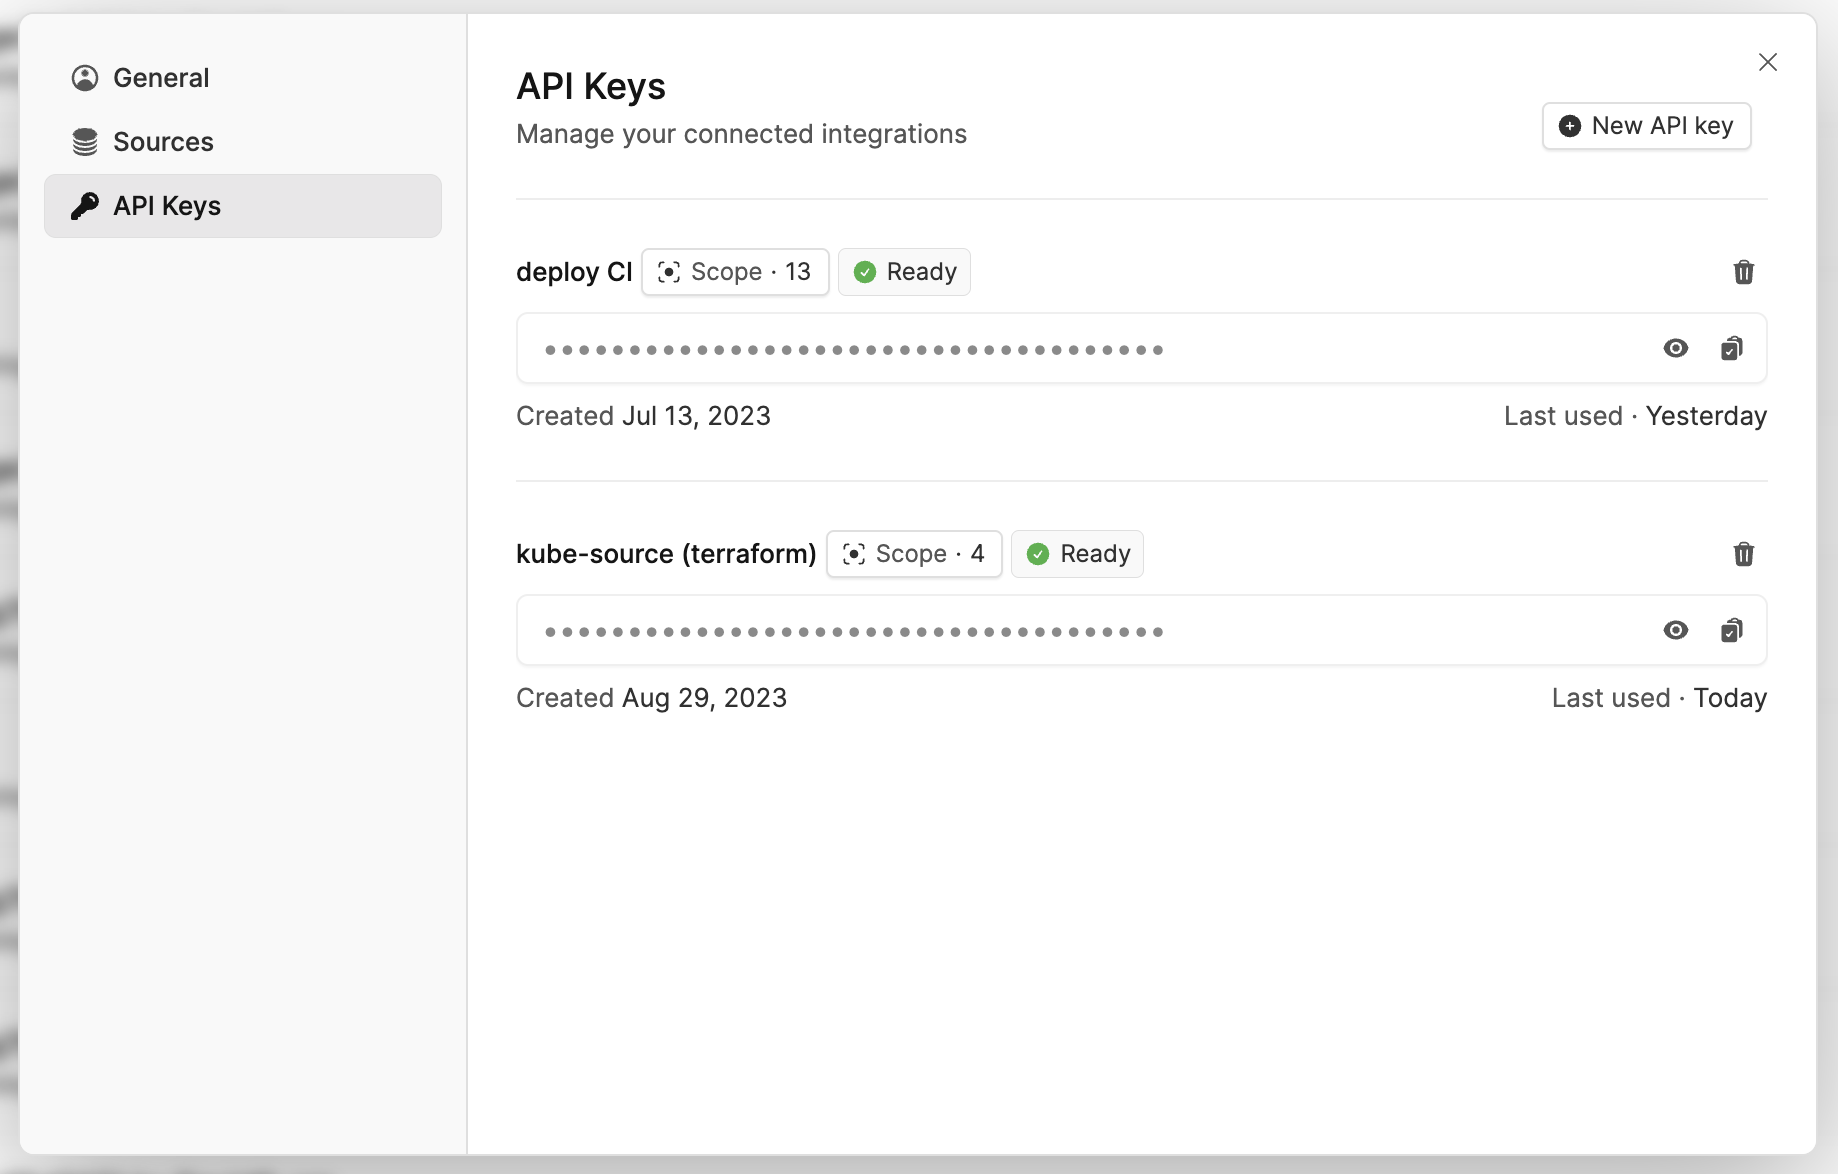 General
Sources
API Keys
API Keys
Manage your connected integrations
New API key
deploy CI Scope · 13 Ready
Created Jul 13, 2023 Last used · Yesterday
kube-source (terraform) Scope · 4 Ready
Created Aug 29, 2023 Last used · Today